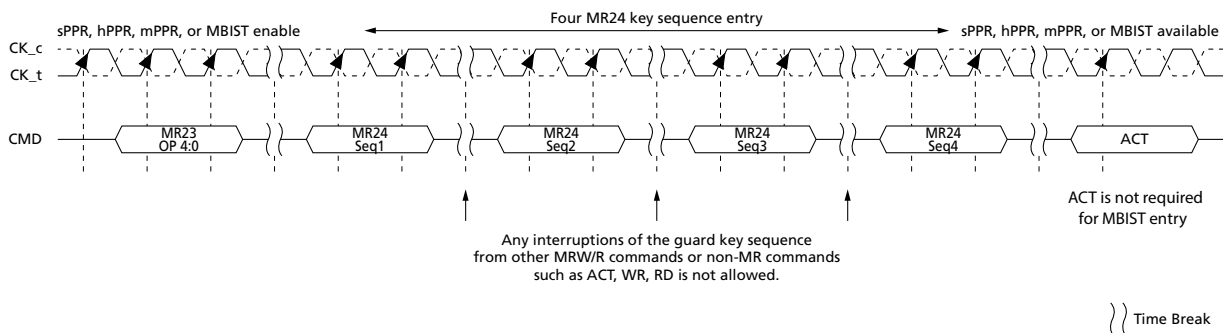 Four MR24 key sequence entry
sPPR, hPPR, mPPR, or MBIST enable
sPPR, hPPR, mPPR, or MBIST available
CK_c
CK_t
CMD
MR23
OP 4:0
MR24
Seq1
MR24
Seq2
MR24
Seq3
MR24
Seq4
ACT
ACT is not required
for MBIST entry
Any interruptions of the guard key sequence
from other MRW/R commands or non-MR commands
such as ACT, WR, RD is not allowed.
Time Break